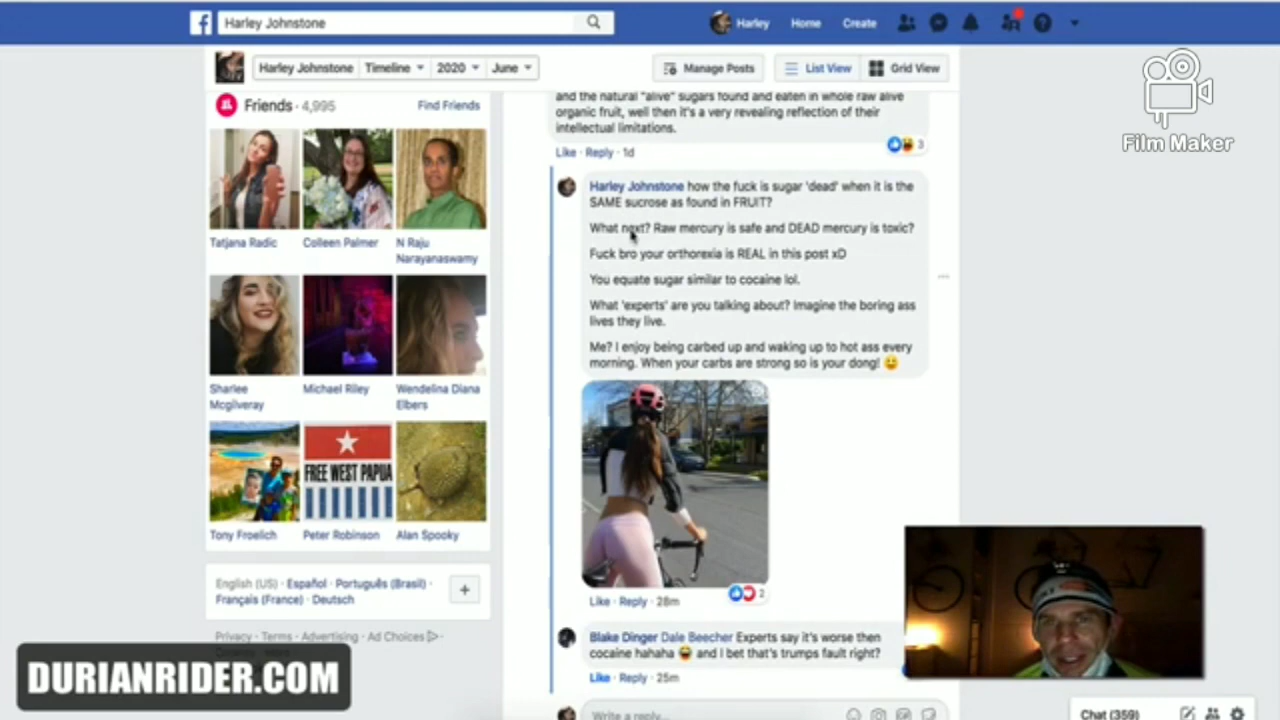 Harley Johnstone
Harley Home Create
Harley Johnstone Timeline 2020 June Manage Posts List View Grid View
Film Maker
Friends · 4,995 Find Friends
Tatjana Radic Colleen Palmer N Raju
Narayanaswamy
Sharlee Michael Riley Wendelina Diana
Mcgilveray Elbers
FREE WEST PAPUA
Tony Froelich Peter Robinson Alan Spooky
English (US) · Español · Português (Brasil) ·
Français (France) · Deutsch
Privacy · Terms · Advertising · Ad Choices ·
DURIANRIDER.COM
and the natural "alive" sugars found and eaten in whole raw alive
organic fruit, well then it's a very revealing reflection of their
intellectual limitations.
Like · Reply · 1d 3
Harley Johnstone how the fuck is sugar 'dead' when it is the
SAME sucrose as found in FRUIT?
What next? Raw mercury is safe and DEAD mercury is toxic?
Fuck bro your orthorexia is REAL in this post xD
You equate sugar similar to cocaine lol.
What 'experts' are you talking about? Imagine the boring ass
lives they live.
Me? I enjoy being carbed up and waking up to hot ass every
morning. When your carbs are strong so is your dong! 😀
2
Like · Reply · 28m
Blake Dinger Dale Beecher Experts say it's worse then
cocaine hahaha 😄 and I bet that's trumps fault right?
Like · Reply · 25m
Write a reply...
Chat (359)